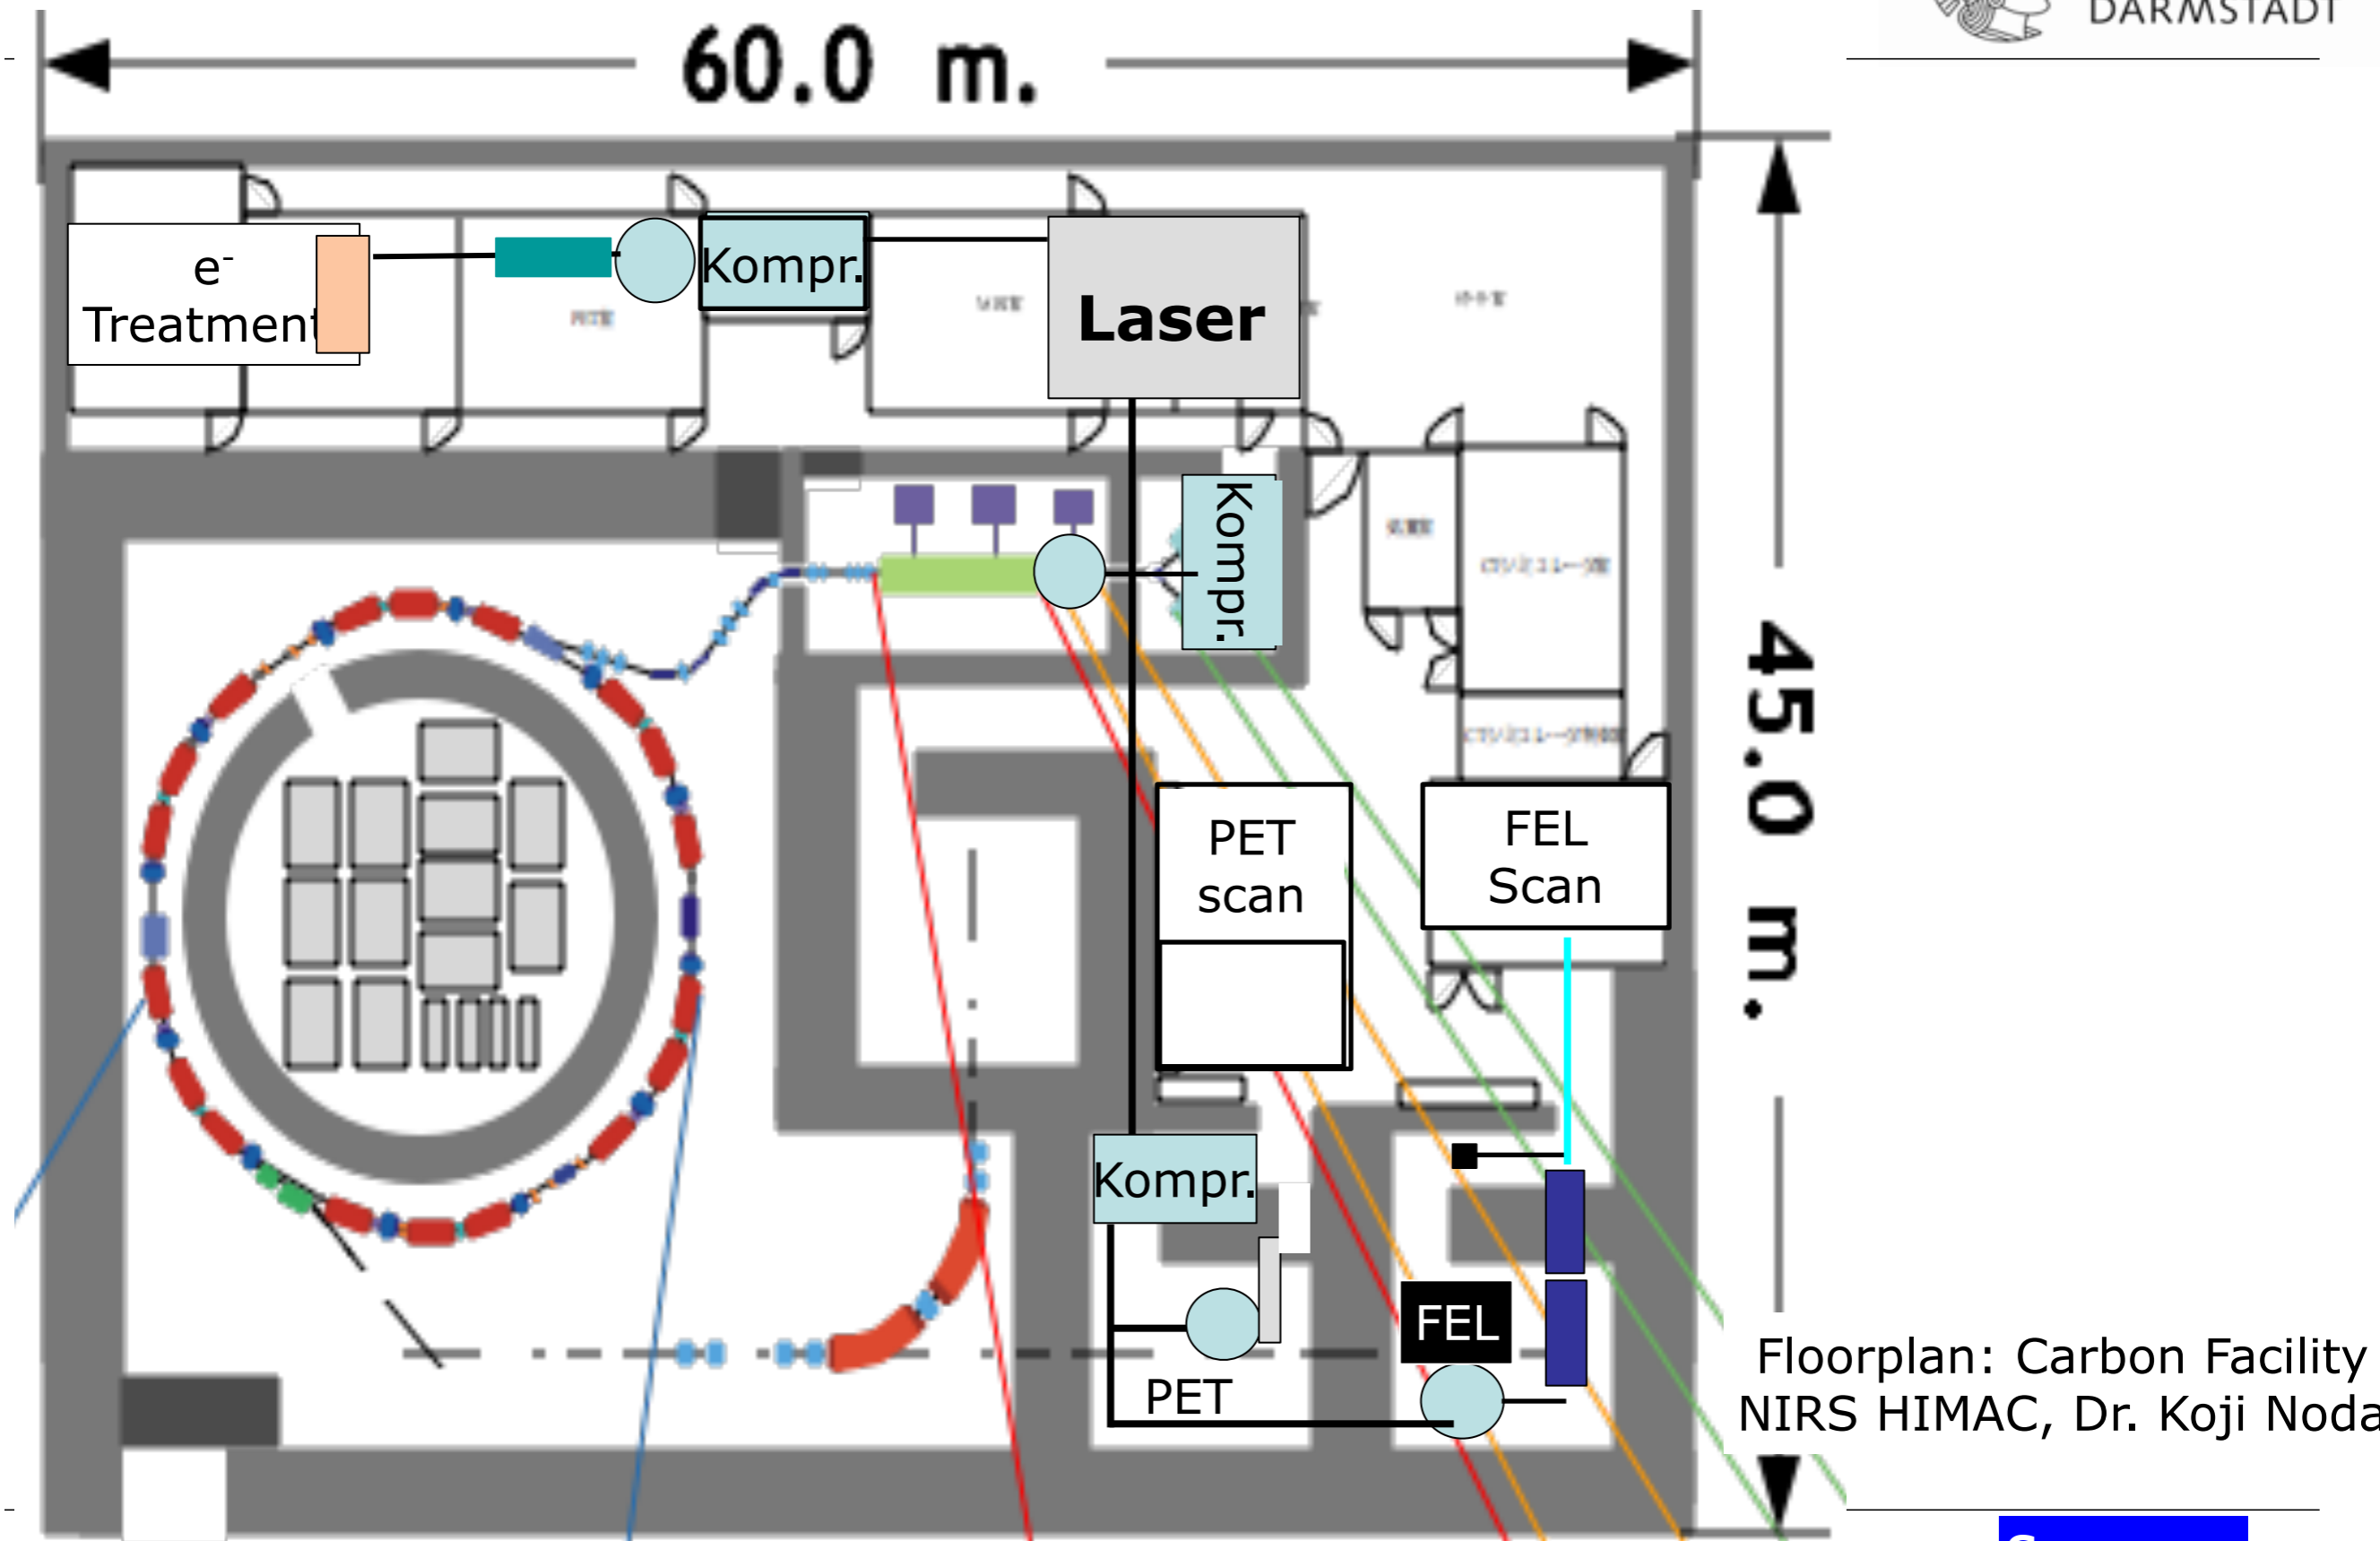 DARMSTADT
60.0 m.
e-
Treatment
Kompr.
Laser
Kompr.
45.0 m.
PET
scan
FEL
Scan
Kompr.
FEL
PET
Floorplan: Carbon Facility
NIRS HIMAC, Dr. Koji Noda